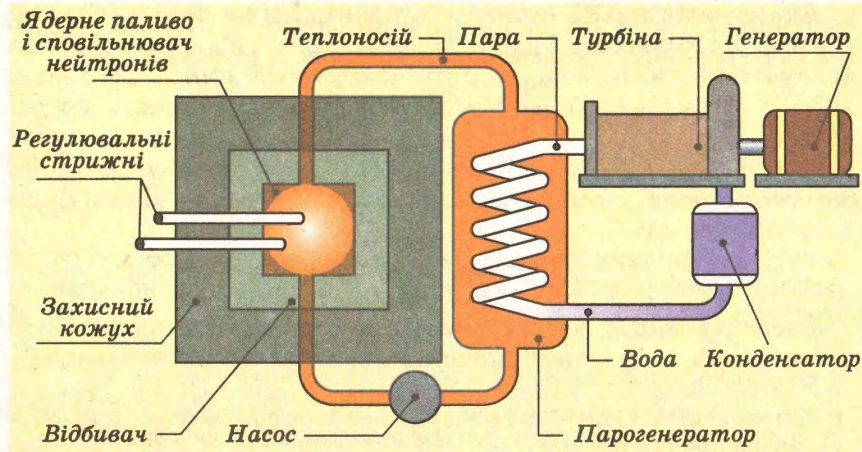 Ядерне паливо
і сповільнювач
нейтронів
Теплоносій
Пара
Турбіна
Генератор
Регулювальні
стрижні
Захисний
кожух
Вода
Конденсатор
Відбивач
Насос
Парогенератор